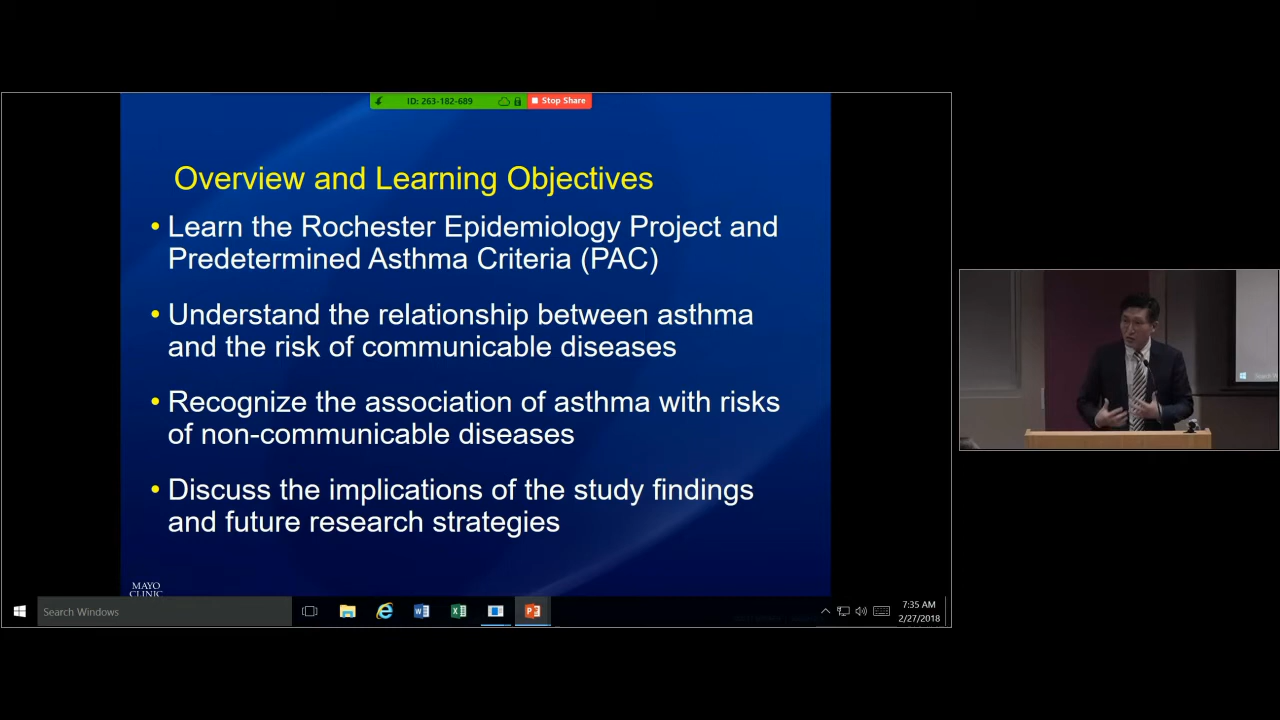 ID: 263-182-689
Stop Share
Overview and Learning Objectives
• Learn the Rochester Epidemiology Project and
Predetermined Asthma Criteria (PAC)
• Understand the relationship between asthma
and the risk of communicable diseases
• Recognize the association of asthma with risks
of non-communicable diseases
• Discuss the implications of the study findings
and future research strategies
MAYO
CLINIC
Search Windows
7:35 AM
2/27/2018